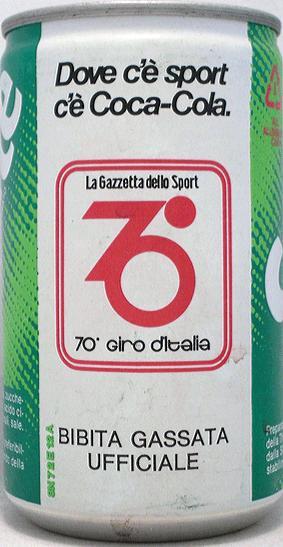 Dove c'è sport
c'è Coca-Cola.
La Gazzetta dello Sport
70
70° Giro d'Italia
BIBITA GASSATA
UFFICIALE